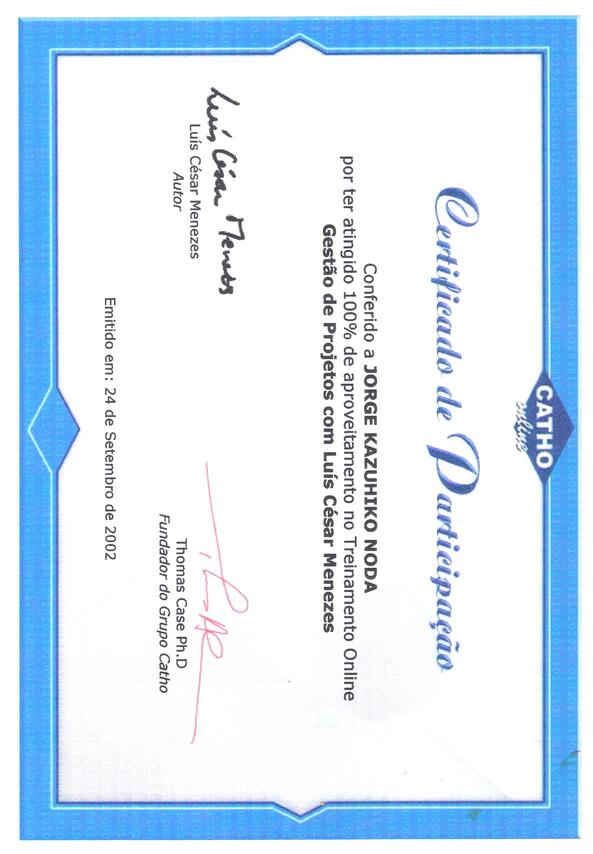 CATHO
online
Certificado de Participação
Conferido a JORGE KAZUHIKO NODA
por ter atingido 100% de aproveitamento no Treinamento Online
Gestão de Projetos com Luís César Menezes
Luís César Menezes
Luís César Menezes
Autor
Thomas Case Ph.D
Fundador do Grupo Catho
Emitido em: 24 de Setembro de 2002